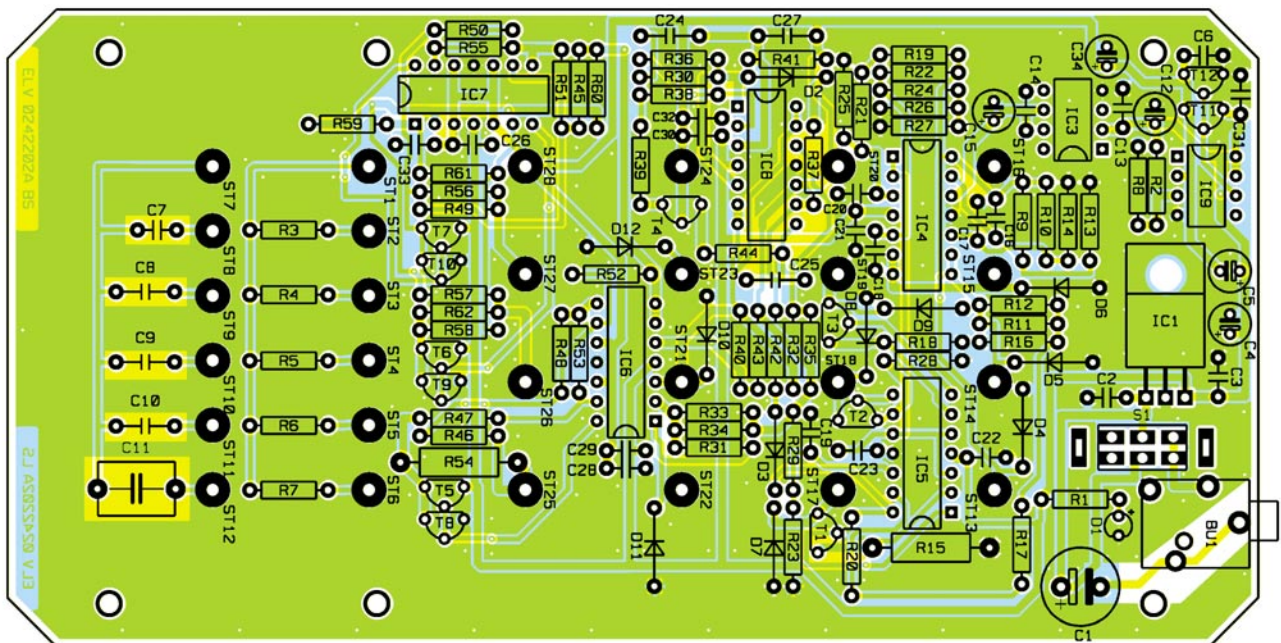 ELV 0242202A BS
ELV 0242202A LS
R50
R55
IC7
R59
C33
C26
R51
R45
R60
C24
R36
R30
R38
C32
C30
R39
C27
R41
D2
IC8
R37
R25
R21
R19
R22
R24
R26
R27
C15
C14
C34
IC3
C13
C12
C6
T12
T11
C31
R8
R2
IC9
ST7
C7
ST8
C8
ST9
C9
ST10
C10
ST11
C11
ST12
R3
R4
R5
R6
R7
ST1
ST2
ST3
ST4
ST5
ST6
R61
R56
R49
T7
T10
R57
R62
R58
T6
T9
R47
R46
R54
T5
T8
ST28
ST27
ST26
ST25
D12
R52
R48
R53
IC6
C29
C28
D11
ST24
T4
ST23
R44
C25
ST21
D10
ST22
R40
R43
R42
R32
R35
R33
R34
R31
D3
R29
C19
D7
R23
ST20
C20
C21
ST19
C18
D8
T3
ST18
T2
C23
ST17
T1
R20
IC4
D9
R18
R28
IC5
R15
ST16
C17
C16
ST15
ST14
C22
ST13
R9
R10
R14
R13
D6
R12
R11
R16
D5
D4
R17
IC1
C5
C4
C3
C2
S1
R1
D1
BU1
C1